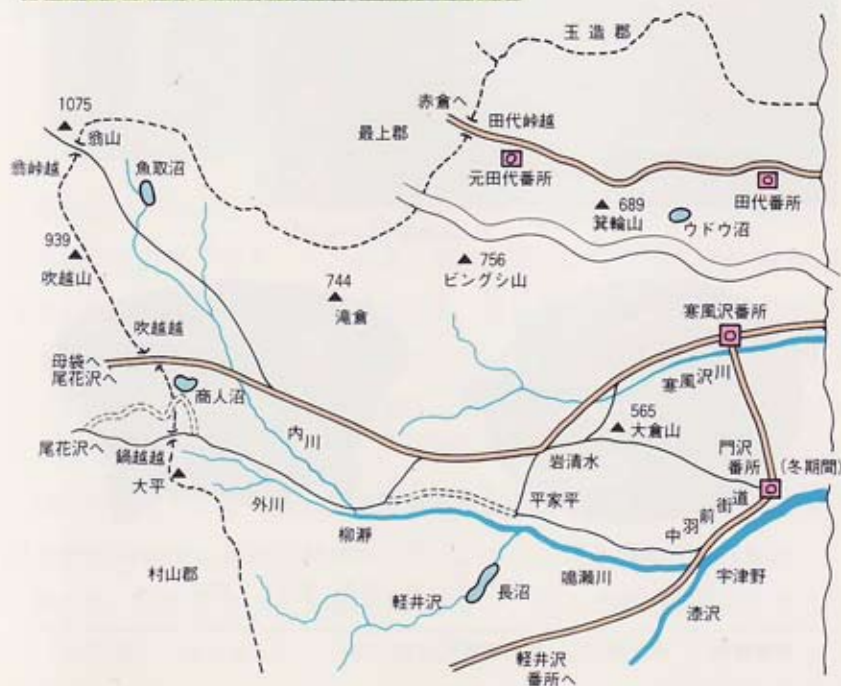 玉造郡
1075
翁山
翁峠越
魚取沼
最上郡
赤倉へ
田代峠越
元田代番所
田代番所
689
箕輪山
ウドウ沼
939
吹越山
744
滝倉
756
ビングシ山
吹越越
母袋へ
尾花沢へ
商人沼
寒風沢番所
寒風沢川
565
大倉山
門沢
番所
(冬期間)
尾花沢へ
鍋越越
大平
内川
岩清水
外川
柳瀞
平家平
中羽前街道
鳴瀬川
宇津野
漆沢
村山郡
軽井沢
長沼
軽井沢
番所へ